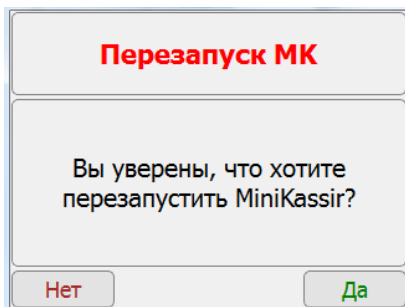 Перезапуск МК
Вы уверены, что хотите
перезапустить MiniKassir?
Нет
Да